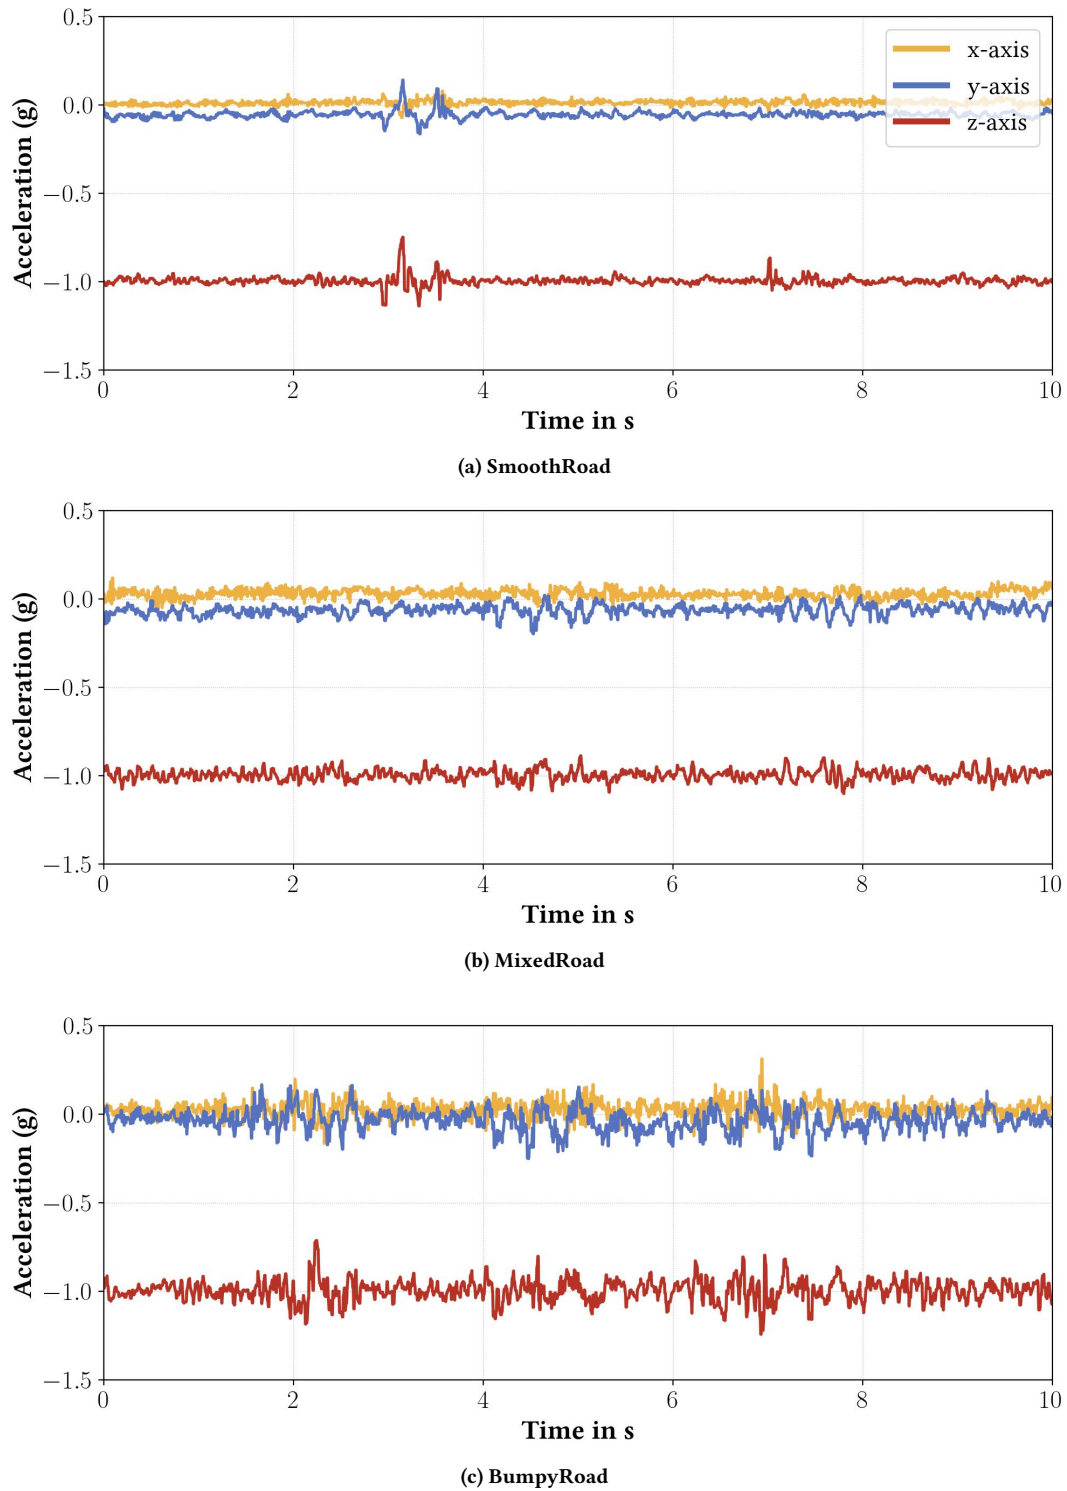 0.5
0.0
−0.5
−1.0
−1.5
Acceleration (g)
x-axis
y-axis
z-axis
0 2 4 6 8 10
Time in s
(a) SmoothRoad
0.5
0.0
−0.5
−1.0
−1.5
Acceleration (g)
0 2 4 6 8 10
Time in s
(b) MixedRoad
0.5
0.0
−0.5
−1.0
−1.5
Acceleration (g)
0 2 4 6 8 10
Time in s
(c) BumpyRoad